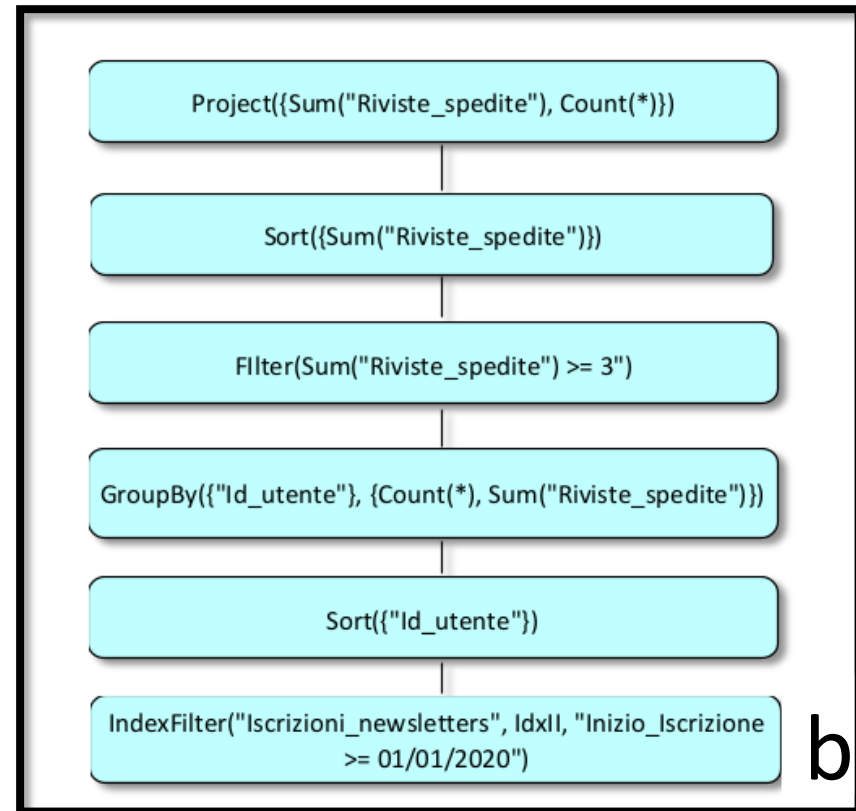 Project({Sum("Riviste_spedite"), Count(*)})
Sort({Sum("Riviste_spedite")})
FIlter(Sum("Riviste_spedite") >= 3")
GroupBy({"Id_utente"}, {Count(*), Sum("Riviste_spedite")})
Sort({"Id_utente"})
IndexFilter("Iscrizioni_newsletters", IdxII, "Inizio_Iscrizione
>= 01/01/2020")
b